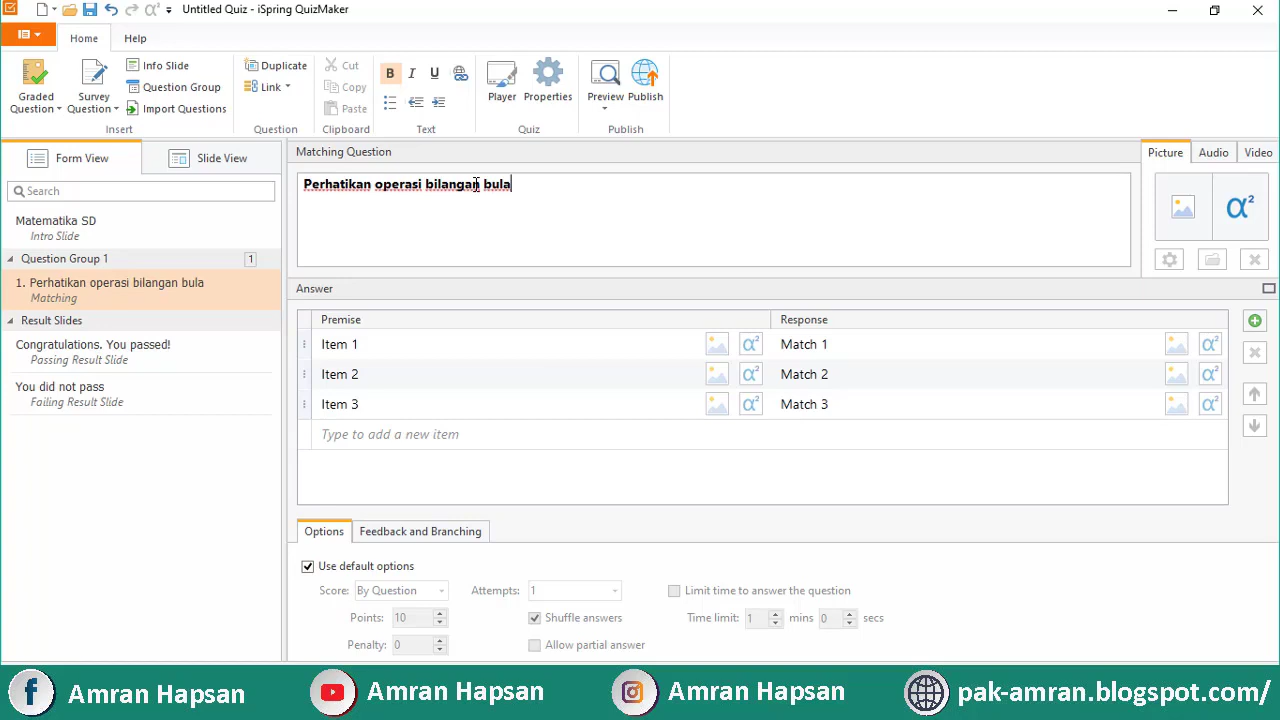 Untitled Quiz - iSpring QuizMaker
Home
Help
Graded Question
Survey Question
Info Slide
Question Group
Import Questions
Insert
Duplicate
Link
Question
Cut
Copy
Paste
Clipboard
B I U
Text
Player
Properties
Quiz
Preview
Publish
Publish
Form View
Slide View
Search
Matematika SD
Intro Slide
Question Group 1 1
1. Perhatikan operasi bilangan bula
Matching
Result Slides
Congratulations. You passed!
Passing Result Slide
You did not pass
Failing Result Slide
Matching Question
Perhatikan operasi bilangan bula
Picture
Audio
Video
α²
Answer
Premise Response
Item 1 α² Match 1 α²
Item 2 α² Match 2 α²
Item 3 α² Match 3 α²
Type to add a new item
Options
Feedback and Branching
Use default options
Score: By Question Attempts: 1 Limit time to answer the question
Points: 10 Shuffle answers Time limit: 1 mins 0 secs
Penalty: 0 Allow partial answer
Amran Hapsan Amran Hapsan Amran Hapsan pak-amran.blogspot.com/